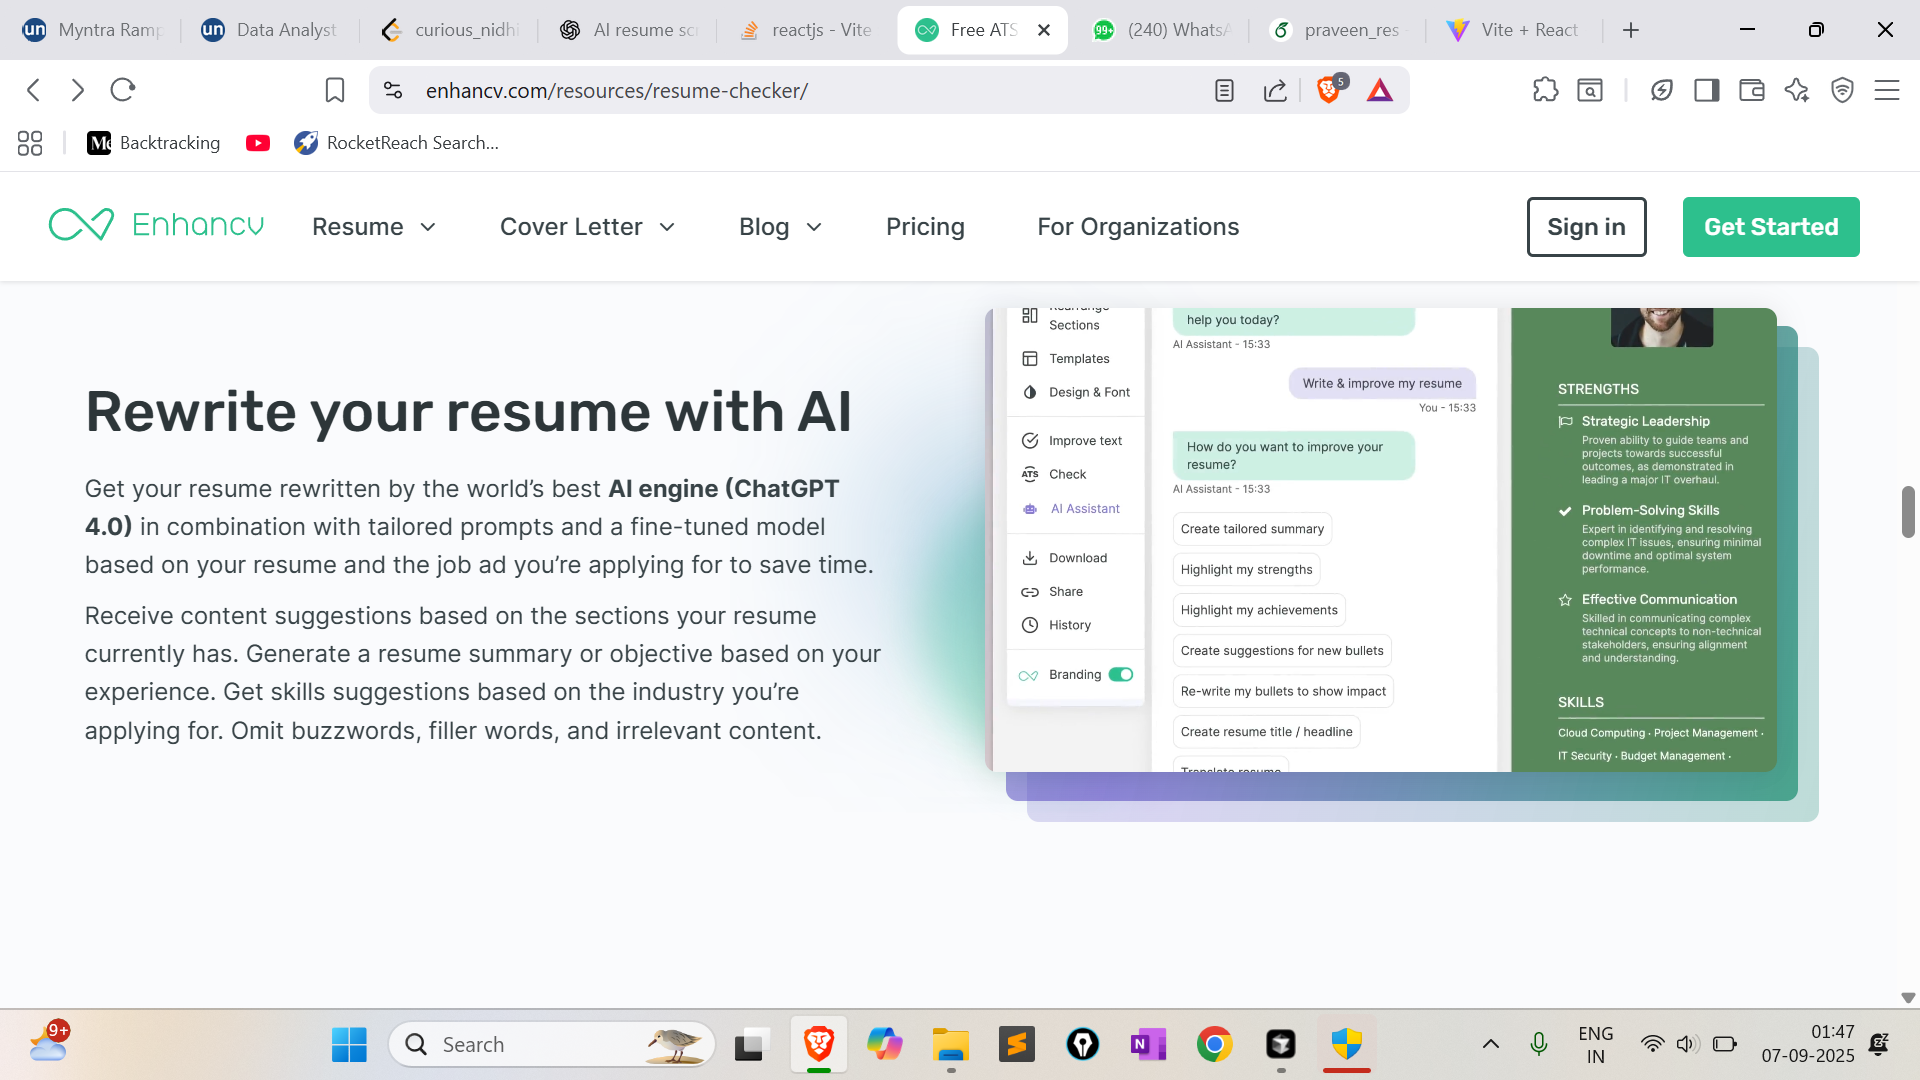 Myntra Ramp
Data Analyst
curious_nidhi
AI resume scr
reactjs - Vite
Free ATS
(240) WhatsA
praveen_res
Vite + React
enhancv.com/resources/resume-checker/
5
Backtracking
RocketReach Search...
Enhancv
Resume
Cover Letter
Blog
Pricing
For Organizations
Sign in
Get Started
Rewrite your resume with AI
Get your resume rewritten by the world’s best AI engine (ChatGPT
4.0) in combination with tailored prompts and a fine-tuned model
based on your resume and the job ad you’re applying for to save time.
Receive content suggestions based on the sections your resume
currently has. Generate a resume summary or objective based on your
experience. Get skills suggestions based on the industry you’re
applying for. Omit buzzwords, filler words, and irrelevant content.
Rearrange
Sections
Templates
Design & Font
Improve text
ATS Check
AI Assistant
Download
Share
History
Branding
help you today?
AI Assistant - 15:33
Write & improve my resume
You - 15:33
How do you want to improve your
resume?
AI Assistant - 15:33
Create tailored summary
Highlight my strengths
Highlight my achievements
Create suggestions for new bullets
Re-write my bullets to show impact
Create resume title / headline
Translate resume
STRENGTHS
Strategic Leadership
Proven ability to guide teams and
projects towards successful
outcomes, as demonstrated in
leading a major IT overhaul.
Problem-Solving Skills
Expert in identifying and resolving
complex IT issues, ensuring minimal
downtime and optimal system
performance.
Effective Communication
Skilled in communicating complex
technical concepts to non-technical
stakeholders, ensuring alignment
and understanding.
SKILLS
Cloud Computing · Project Management ·
IT Security · Budget Management ·
9+
Search
ENG
IN
01:47
07-09-2025